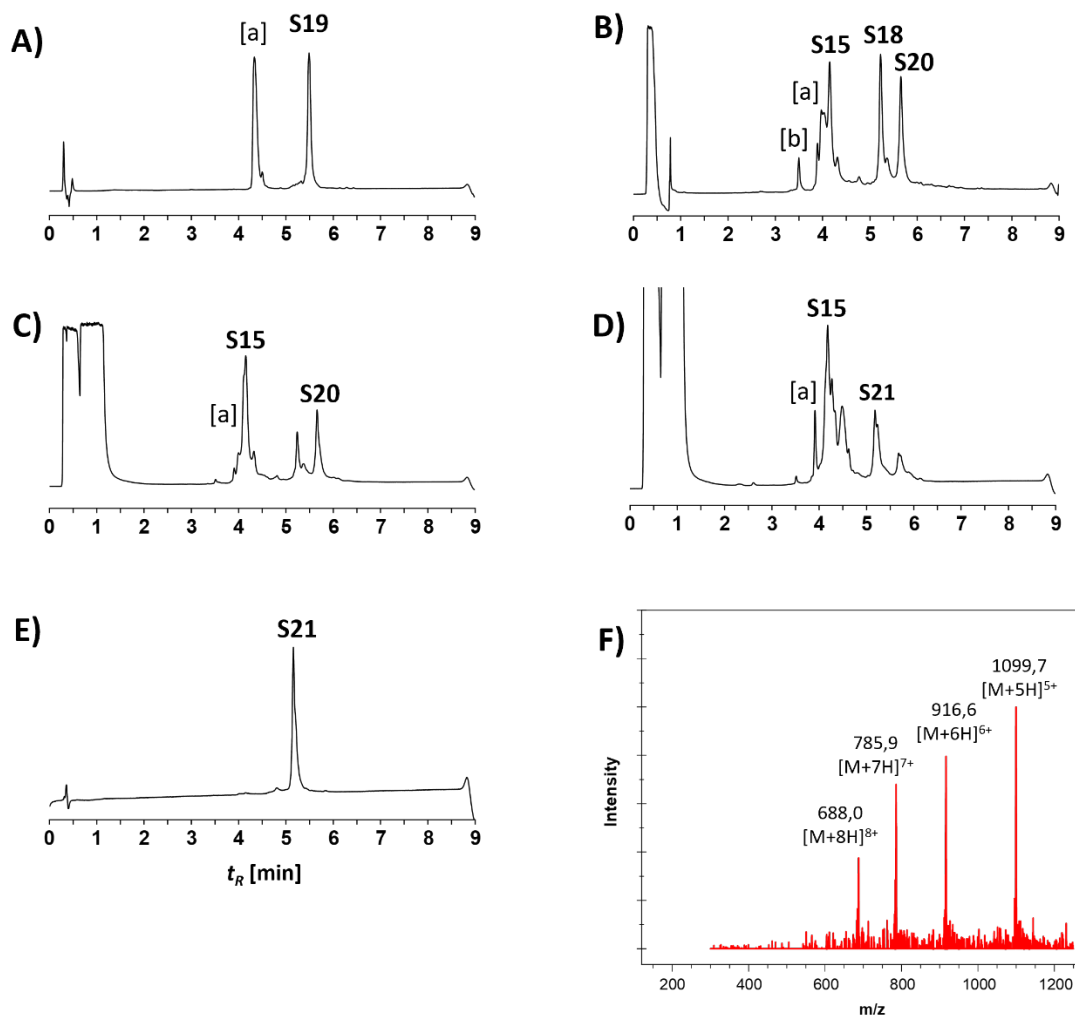 A)
[a]
S19
0 1 2 3 4 5 6 7 8 9
B)
S15
S18
S20
[a]
[b]
0 1 2 3 4 5 6 7 8 9
C)
S15
[a]
S20
0 1 2 3 4 5 6 7 8 9
D)
S15
[a]
S21
0 1 2 3 4 5 6 7 8 9
E)
S21
0 1 2 3 4 5 6 7 8 9
tR [min]
F)
1099,7
[M+5H]5+
916,6
[M+6H]6+
785,9
[M+7H]7+
688,0
[M+8H]8+
Intensity
200 400 600 800 1000 1200
m/z